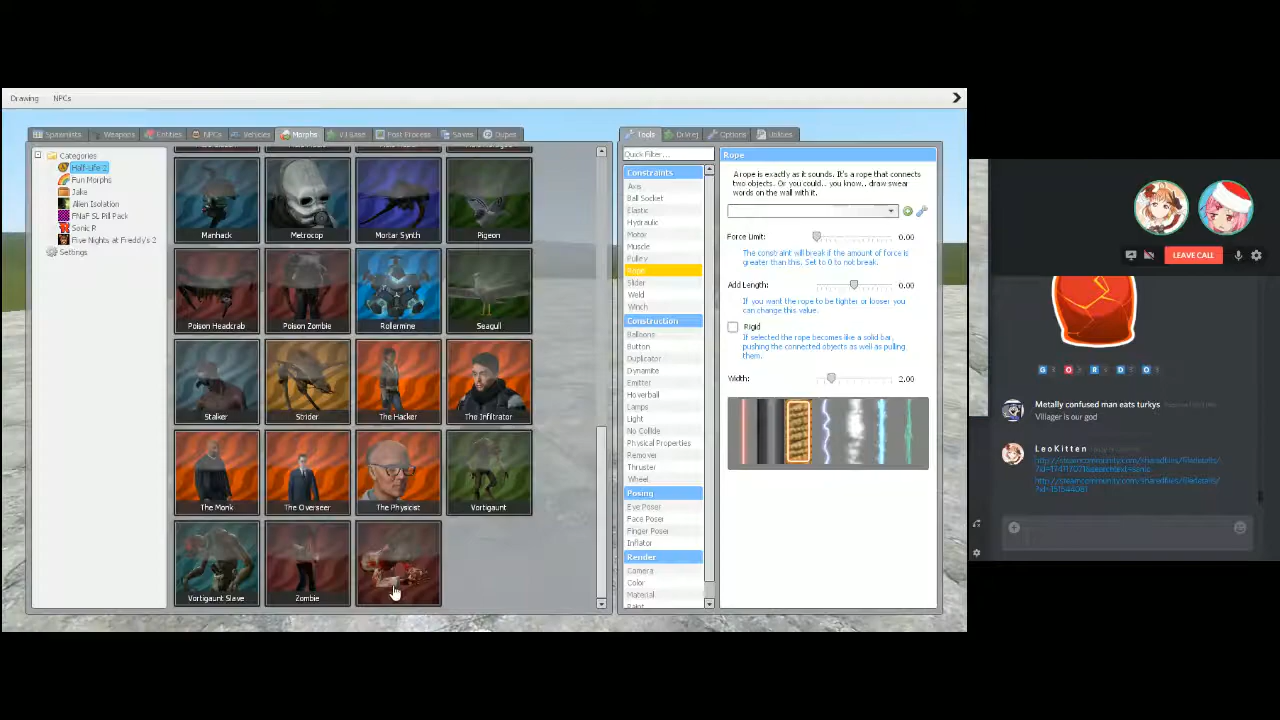 Drawing NPCs
Spawnlists Weapons Entities NPCs Vehicles Morphs Post Process Saves Dupes
Categories
Half-Life 2
Fun Morphs
Jake
Alien Isolation
FNaF SL Pill Pack
Sonic R
Five Nights at Freddy's 2
Settings
Manhack Metrocop Mortar Synth Pigeon
Poison Headcrab Poison Zombie Rollermine Seagull
Stalker Strider The Hacker The Infiltrator
The Monk The Overseer The Physicist Vortigaunt
Vortigaunt Slave Zombie
Tools Options Utilities
Quick Filter...
Constraints
Axis
Ball Socket
Elastic
Hydraulic
Motor
Muscle
Pulley
Rope
Slider
Weld
Winch
Construction
Balloons
Button
Duplicator
Dynamite
Emitter
Hoverball
Lamps
Light
No Collide
Physical Properties
Remover
Thruster
Wheel
Posing
Eye Poser
Face Poser
Finger Poser
Inflator
Render
Camera
Color
Material
Paint
Rope
A rope is exactly as it sounds. It's a rope that connects
two objects. Or you could.. you know.. draw swear
words on the wall with it.
Force Limit: 0.00
The constraint will break if the amount of force is
greater than this. Set to 0 to not break.
Add Length: 0.00
If you want the rope to be tighter or looser you
can change this value.
Rigid
If selected the rope becomes like a solid bar,
pushing the connected objects as well as pulling
them.
Width: 2.00
LEAVE CALL
G O R D O
Metally confused man eats turkys
Villager is our god
LeoKitten